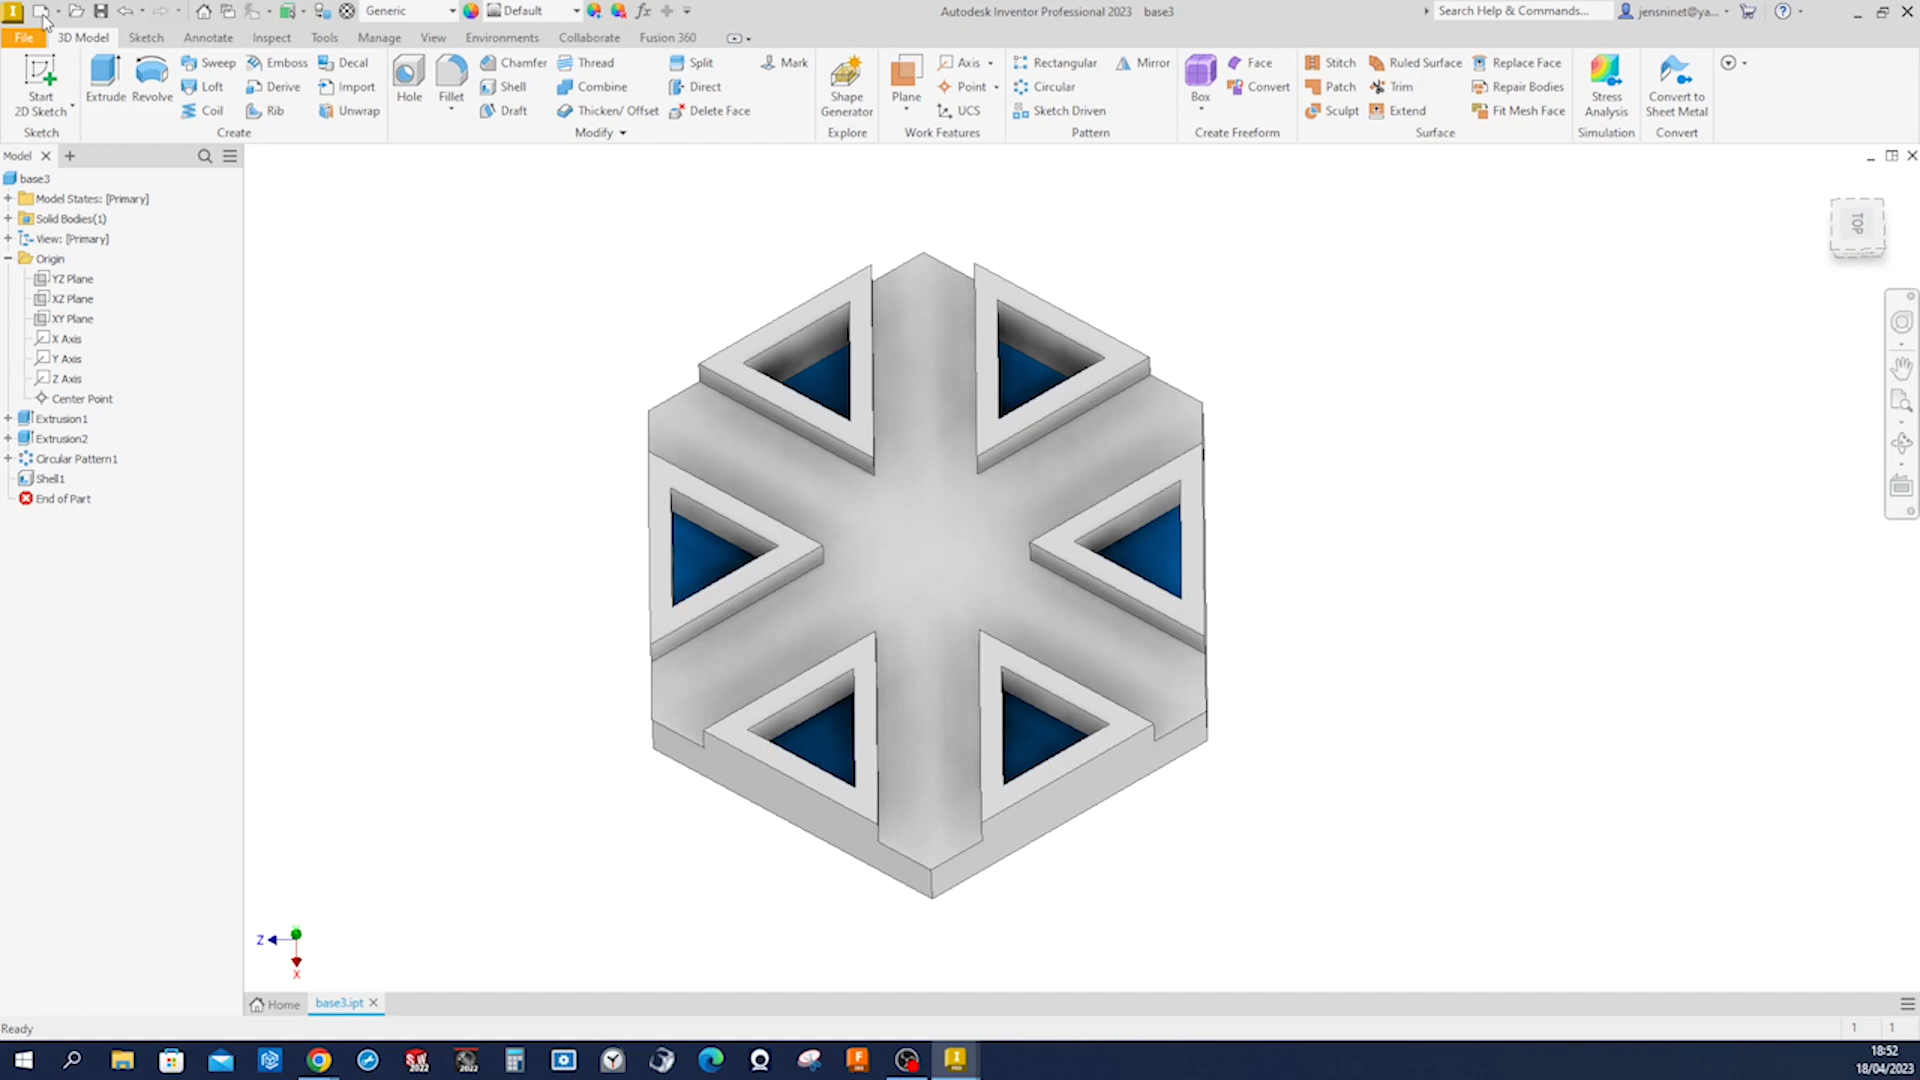 Generic
Default
fx
Autodesk Inventor Professional 2023 base3
Search Help & Commands...
jensninet@ya...
File
3D Model
Sketch
Annotate
Inspect
Tools
Manage
View
Environments
Collaborate
Fusion 360
Start
2D Sketch
Extrude
Revolve
Sweep
Loft
Coil
Emboss
Derive
Rib
Decal
Import
Unwrap
Hole
Fillet
Chamfer
Shell
Draft
Thread
Combine
Thicken/ Offset
Split
Direct
Delete Face
Mark
Shape
Generator
Plane
Axis
Point
UCS
Rectangular
Circular
Sketch Driven
Mirror
Box
Face
Convert
Stitch
Patch
Sculpt
Ruled Surface
Trim
Extend
Replace Face
Repair Bodies
Fit Mesh Face
Stress
Analysis
Convert to
Sheet Metal
Sketch
Create
Modify
Explore
Work Features
Pattern
Create Freeform
Surface
Simulation
Convert
Model
base3
Model States: [Primary]
Solid Bodies(1)
View: [Primary]
Origin
YZ Plane
XZ Plane
XY Plane
X Axis
Y Axis
Z Axis
Center Point
Extrusion1
Extrusion2
Circular Pattern1
Shell1
End of Part
TOP
Z
X
Home
base3.ipt
Ready
1 1
18:52
18/04/2023